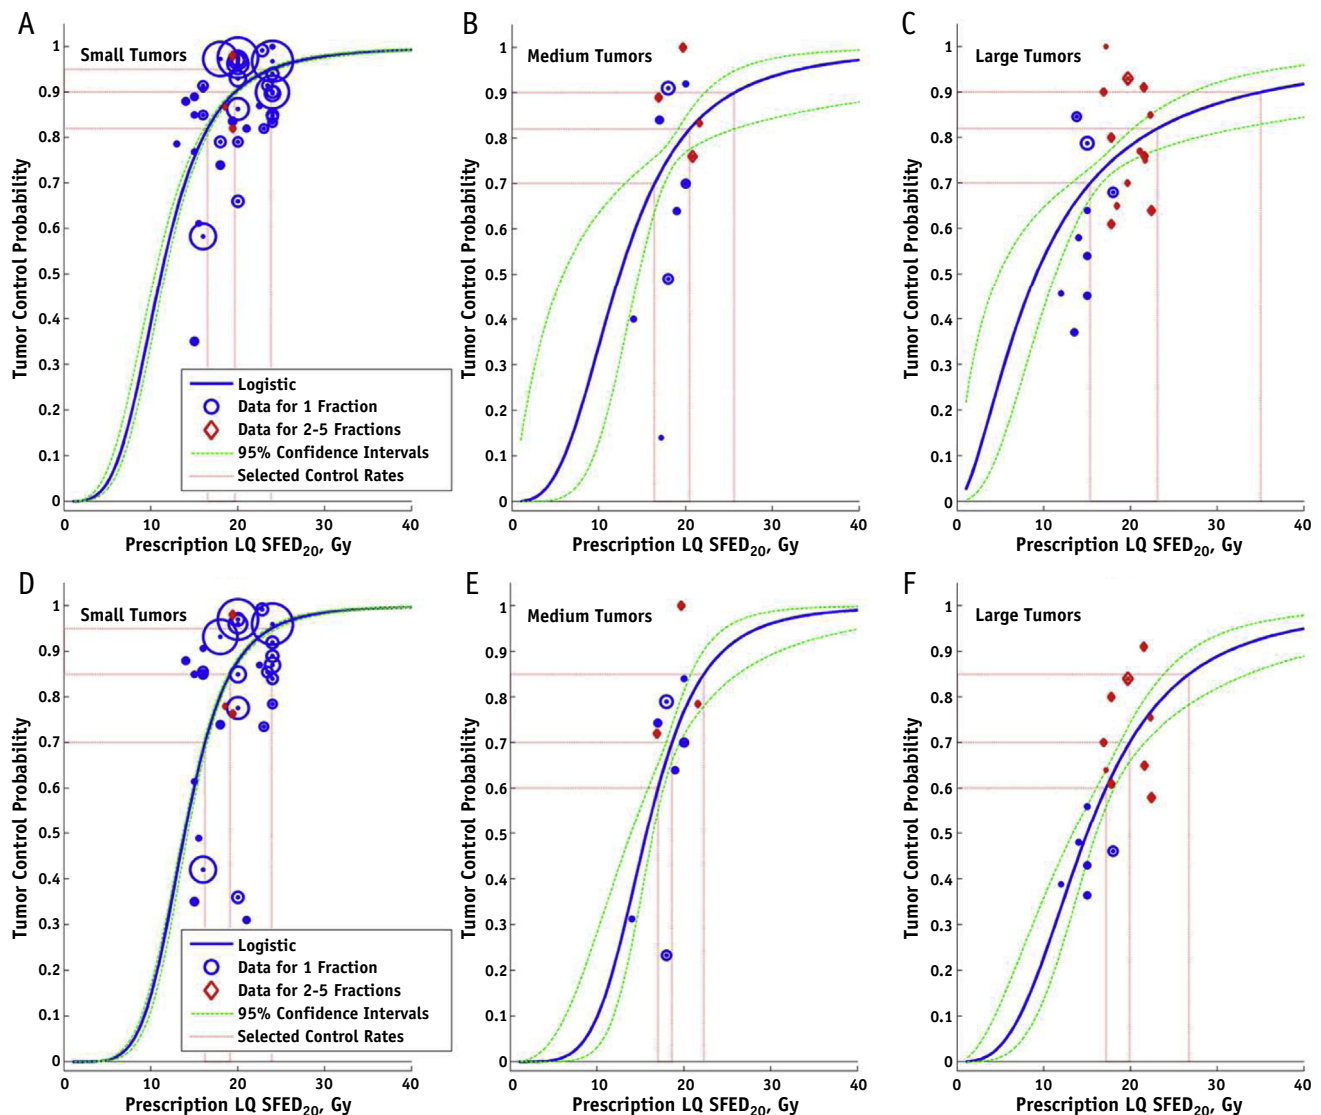 A
B
C
Small Tumors
Medium Tumors
Large Tumors
Tumor Control Probability
1
0.9
0.8
0.7
0.6
0.5
0.4
0.3
0.2
0.1
0
0 10 20 30 40
Prescription LQ SFED20, Gy
Logistic
Data for 1 Fraction
Data for 2-5 Fractions
95% Confidence Intervals
Selected Control Rates
Tumor Control Probability
1
0.9
0.8
0.7
0.6
0.5
0.4
0.3
0.2
0.1
0
0 10 20 30 40
Prescription LQ SFED20, Gy
Tumor Control Probability
1
0.9
0.8
0.7
0.6
0.5
0.4
0.3
0.2
0.1
0
0 10 20 30 40
Prescription LQ SFED20, Gy
D
E
F
Small Tumors
Medium Tumors
Large Tumors
Tumor Control Probability
1
0.9
0.8
0.7
0.6
0.5
0.4
0.3
0.2
0.1
0
0 10 20 30 40
Prescription LQ SFED20, Gy
Logistic
Data for 1 Fraction
Data for 2-5 Fractions
95% Confidence Intervals
Selected Control Rates
Tumor Control Probability
1
0.9
0.8
0.7
0.6
0.5
0.4
0.3
0.2
0.1
0
0 10 20 30 40
Prescription LQ SFED20, Gy
Tumor Control Probability
1
0.9
0.8
0.7
0.6
0.5
0.4
0.3
0.2
0.1
0
0 10 20 30 40
Prescription LQ SFED20, Gy